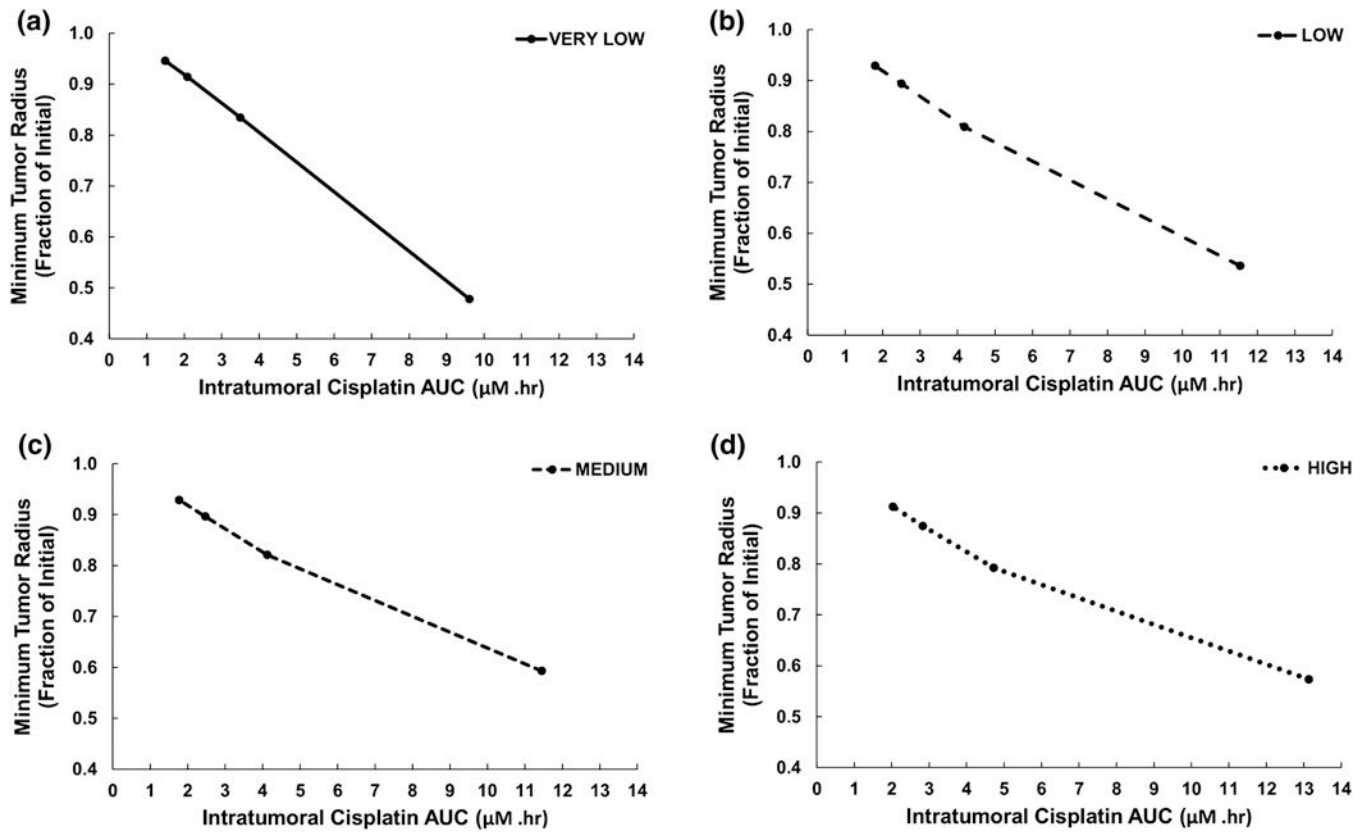 (a)
VERY LOW
Minimum Tumor Radius
(Fraction of Initial)
1.0
0.9
0.8
0.7
0.6
0.5
0.4
0 1 2 3 4 5 6 7 8 9 10 11 12 13 14
Intratumoral Cisplatin AUC (μM .hr)
(b)
LOW
Minimum Tumor Radius
(Fraction of Initial)
1.0
0.9
0.8
0.7
0.6
0.5
0.4
0 1 2 3 4 5 6 7 8 9 10 11 12 13 14
Intratumoral Cisplatin AUC (μM .hr)
(c)
MEDIUM
Minimum Tumor Radius
(Fraction of Initial)
1.0
0.9
0.8
0.7
0.6
0.5
0.4
0 1 2 3 4 5 6 7 8 9 10 11 12 13 14
Intratumoral Cisplatin AUC (μM .hr)
(d)
HIGH
Minimum Tumor Radius
(Fraction of Initial)
1.0
0.9
0.8
0.7
0.6
0.5
0.4
0 1 2 3 4 5 6 7 8 9 10 11 12 13 14
Intratumoral Cisplatin AUC (μM .hr)